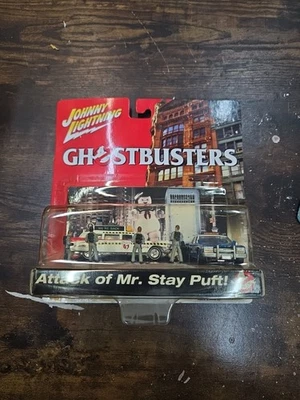 JOHNNY
LIGHTNING
GHOSTBUSTERS
Attack of Mr. Stay Puft!